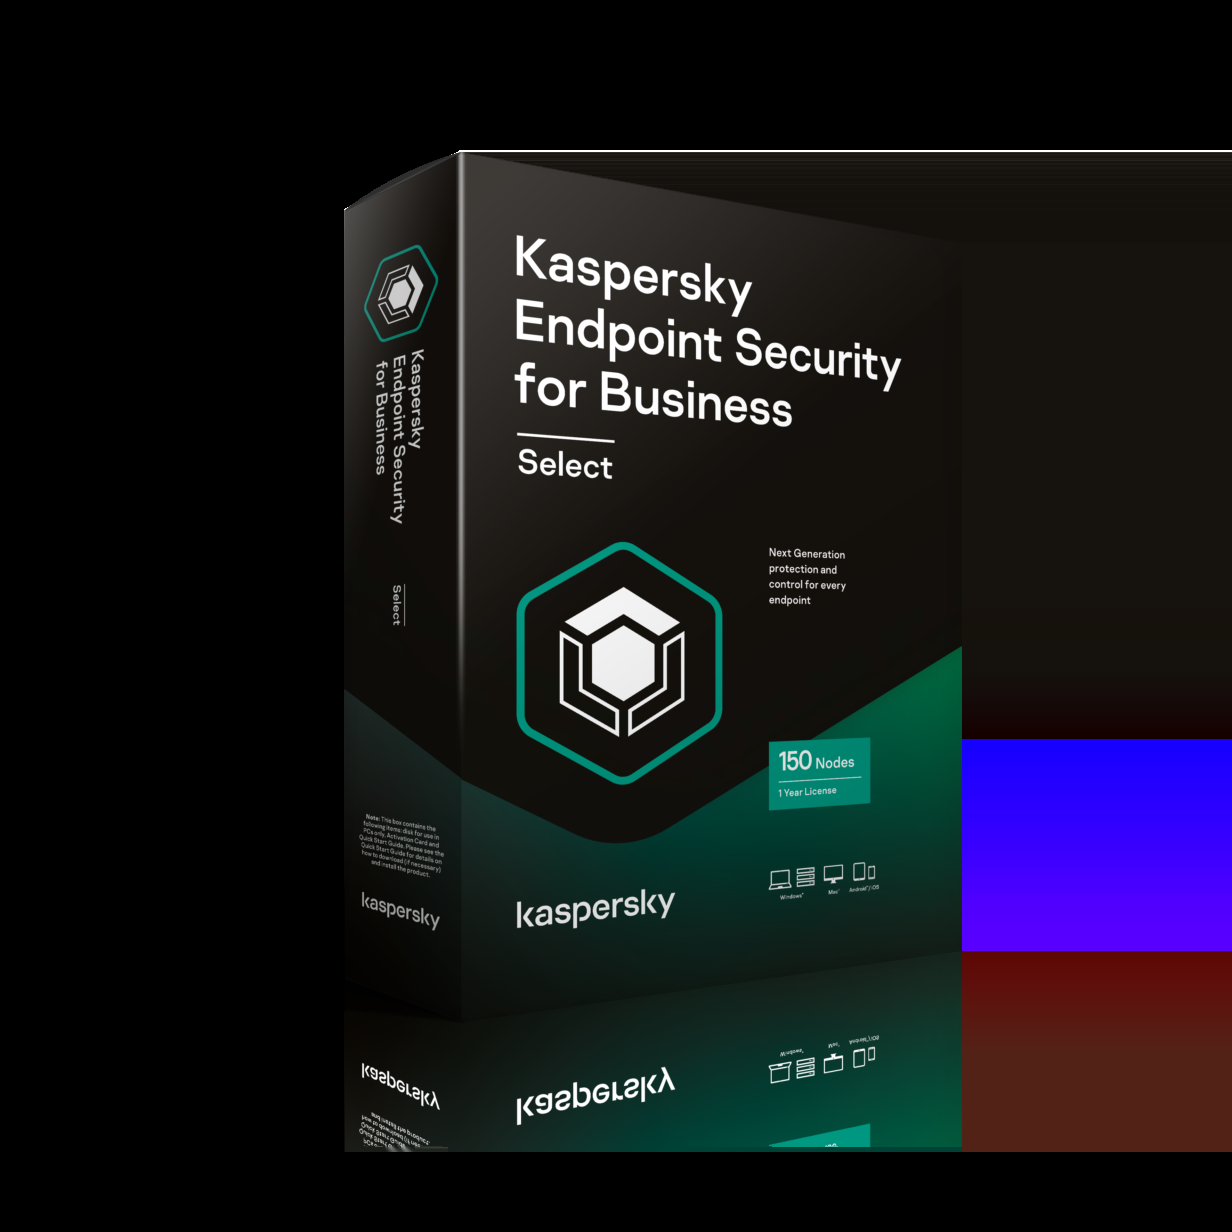 Kaspersky
Endpoint Security
for Business
Select
Next Generation
protection and
control for every
endpoint
150 Nodes
1 Year License
Windows®
Mac®
Android™/ iOS
kaspersky
Kaspersky
Endpoint Security
for Business
Select
Note: This box contains the
following items: disk for use in
PCs only, Activation Card and
Quick Start Guide. Please see the
Quick Start Guide for details on
how to download (if necessary)
and install the product.
kaspersky